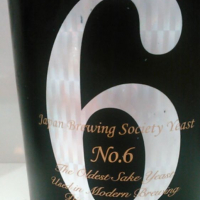 6
Japan Brewing Society Yeast
No.6
The Oldest Sake Yeast
Used in Modern Brewing